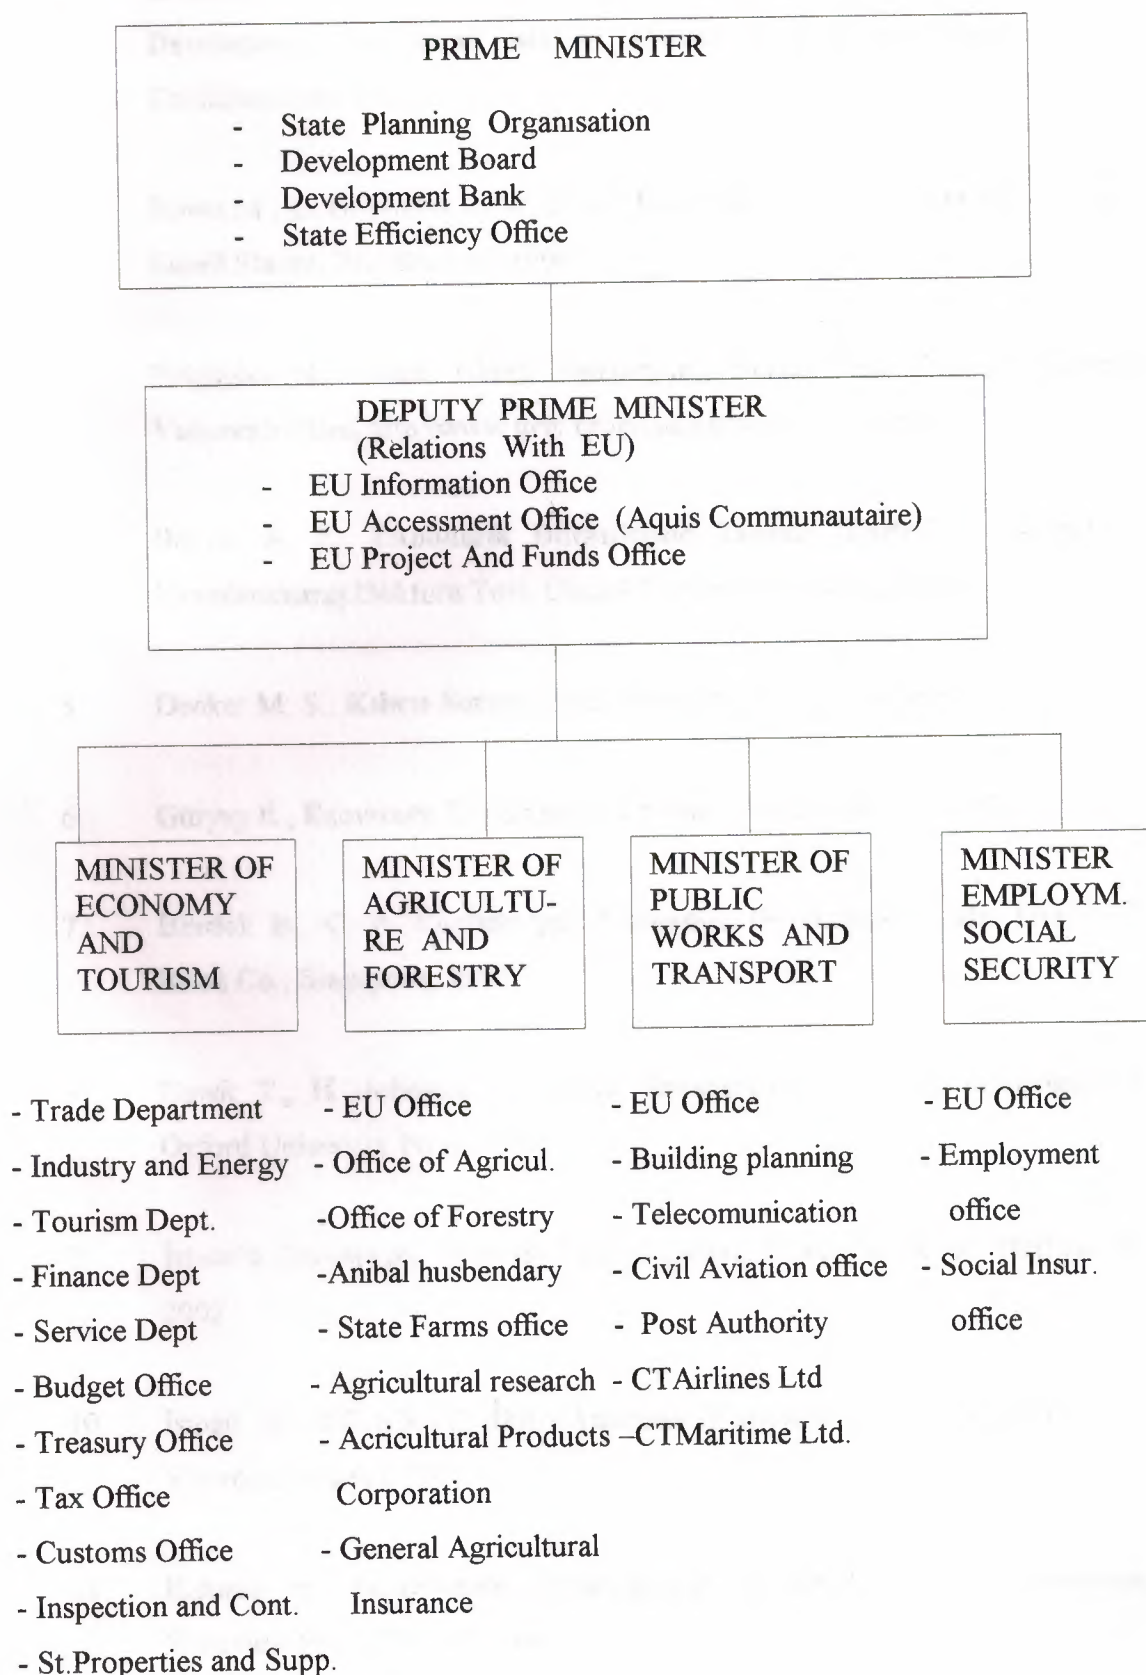 PRIME MINISTER
- State Planning Organisation
- Development Board
- Development Bank
- State Efficiency Office
DEPUTY PRIME MINISTER
(Relations With EU)
- EU Information Office
- EU Accessment Office (Aquis Communautaire)
- EU Project And Funds Office
MINISTER OF
ECONOMY
AND
TOURISM
MINISTER OF
AGRICULTU-
RE AND
FORESTRY
MINISTER OF
PUBLIC
WORKS AND
TRANSPORT
MINISTER
EMPLOYM.
SOCIAL
SECURITY
- Trade Department
- Industry and Energy
- Tourism Dept.
- Finance Dept
- Service Dept
- Budget Office
- Treasury Office
- Tax Office
- Customs Office
- Inspection and Cont.
- St.Properties and Supp.
- EU Office
- Office of Agricul.
-Office of Forestry
-Anibal husbendary
- State Farms office
- Agricultural research
- Acricultural Products
Corporation
- General Agricultural
Insurance
- EU Office
- Building planning
- Telecomunication
- Civil Aviation office
- Post Authority
- CTAirlines Ltd
–CTMaritime Ltd.
- EU Office
- Employment
office
- Social Insur.
office